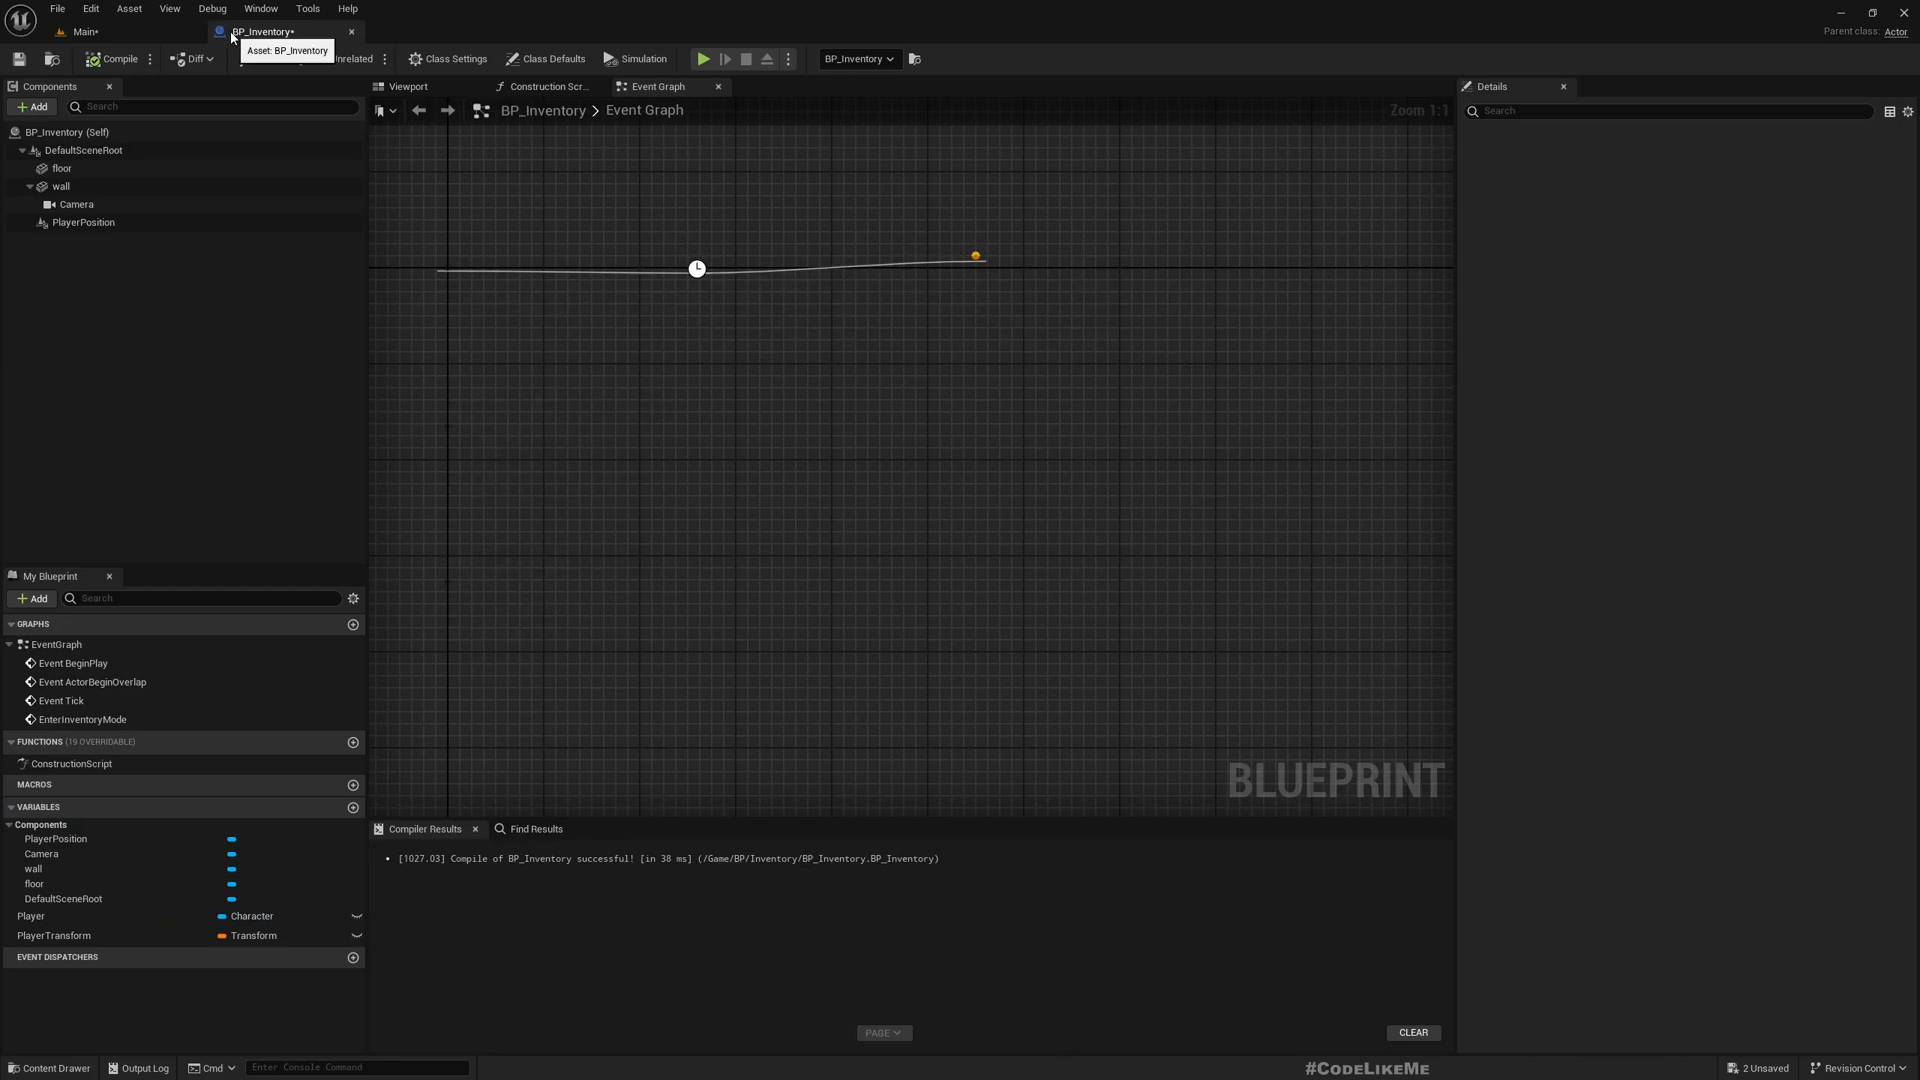 File Edit Asset View Debug Window Tools Help
Main•
BP_Inventory•
Parent class: Actor
Asset: BP_Inventory
Compile
Diff
nrelated
Class Settings
Class Defaults
Simulation
BP_Inventory
Components
Viewport
Construction Scr...
Event Graph
Details
Add
Search
BP_Inventory > Event Graph
Zoom 1:1
Search
BP_Inventory (Self)
DefaultSceneRoot
floor
wall
Camera
PlayerPosition
My Blueprint
Add
Search
GRAPHS
EventGraph
Event BeginPlay
Event ActorBeginOverlap
Event Tick
EnterInventoryMode
FUNCTIONS (19 OVERRIDABLE)
ConstructionScript
MACROS
VARIABLES
Components
PlayerPosition
Camera
wall
floor
DefaultSceneRoot
Player Character
PlayerTransform Transform
EVENT DISPATCHERS
BLUEPRINT
Compiler Results
Find Results
• [1027.03] Compile of BP_Inventory successful! [in 38 ms] (/Game/BP/Inventory/BP_Inventory.BP_Inventory)
PAGE
CLEAR
Content Drawer
Output Log
Cmd
Enter Console Command
#CODELIKEME
2 Unsaved
Revision Control